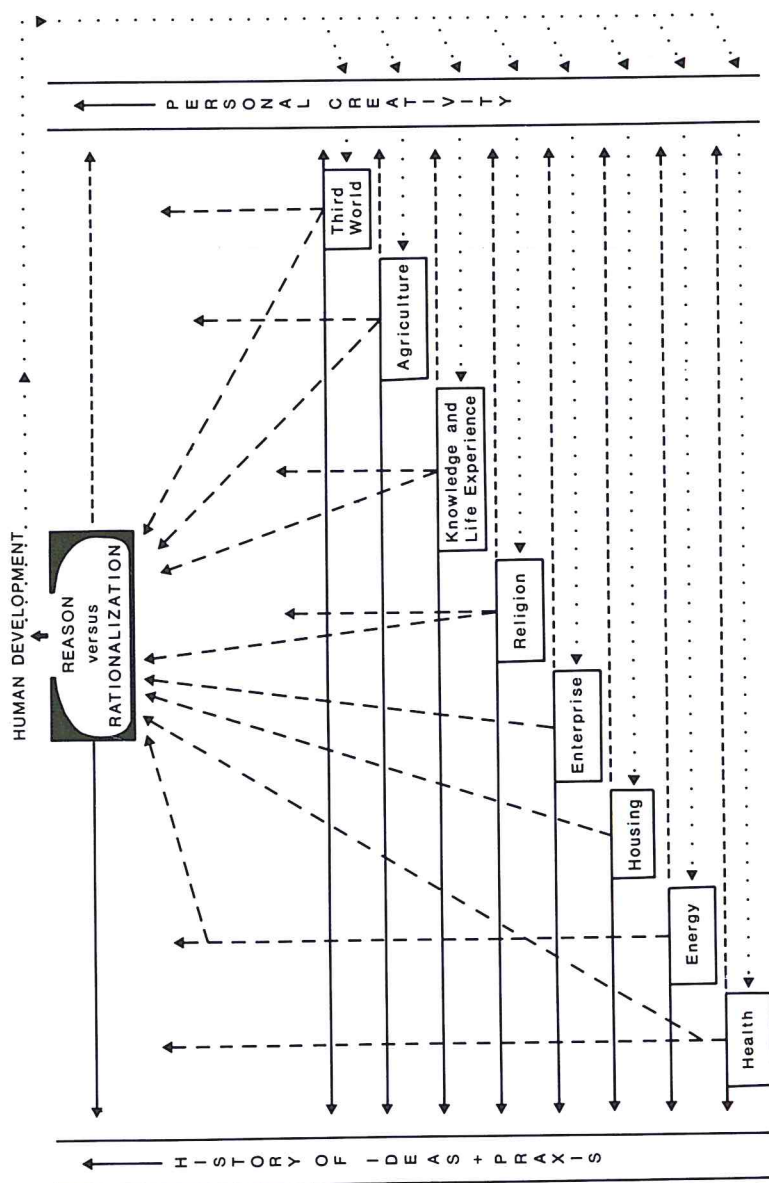 HUMAN DEVELOPMENT
REASON
versus
RATIONALIZATION
HISTORY OF IDEAS + PRAXIS
PERSONAL CREATIVITY
Health
Energy
Housing
Enterprise
Religion
Knowledge and
Life Experience
Agriculture
Third
World